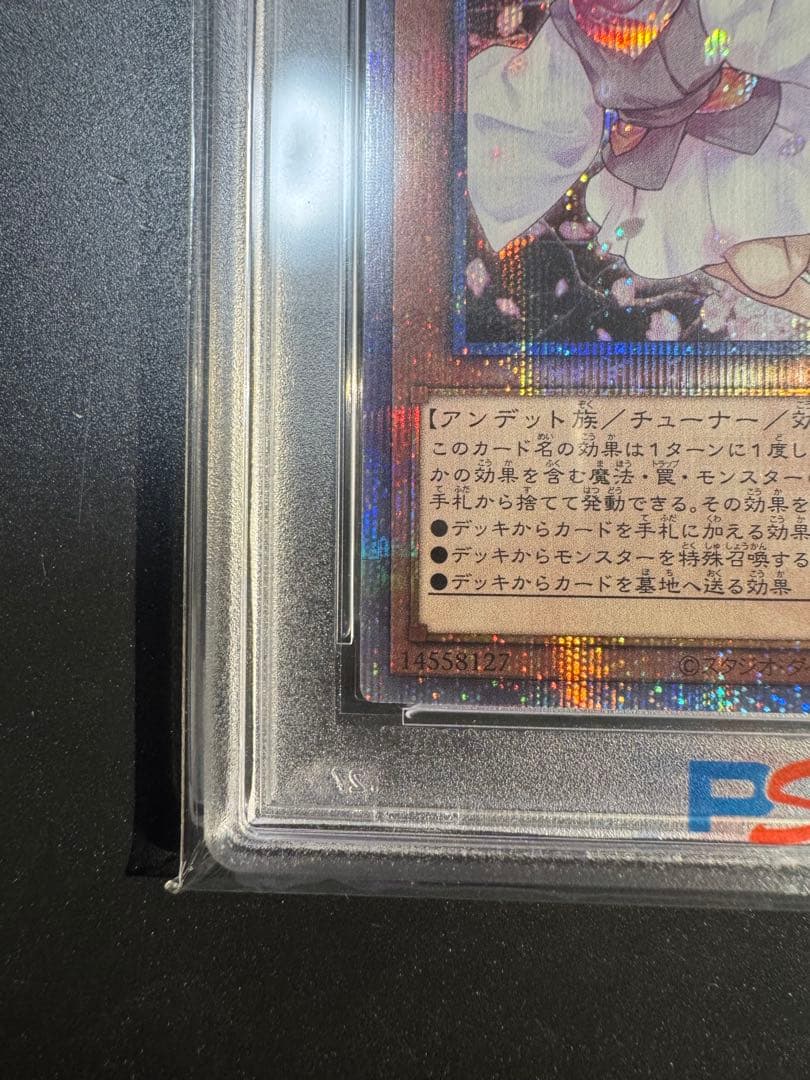 【アンデット族／チューナー／効
このカード名の効果は1ターンに1度し
かの効果を含む魔法・罠・モンスター
手札から捨てて発動できる。その効果を
●デッキからカードを手札に加える効果
●デッキからモンスターを特殊召喚する
●デッキからカードを墓地へ送る効果
14558127 ©スタジオ・ダ
PS